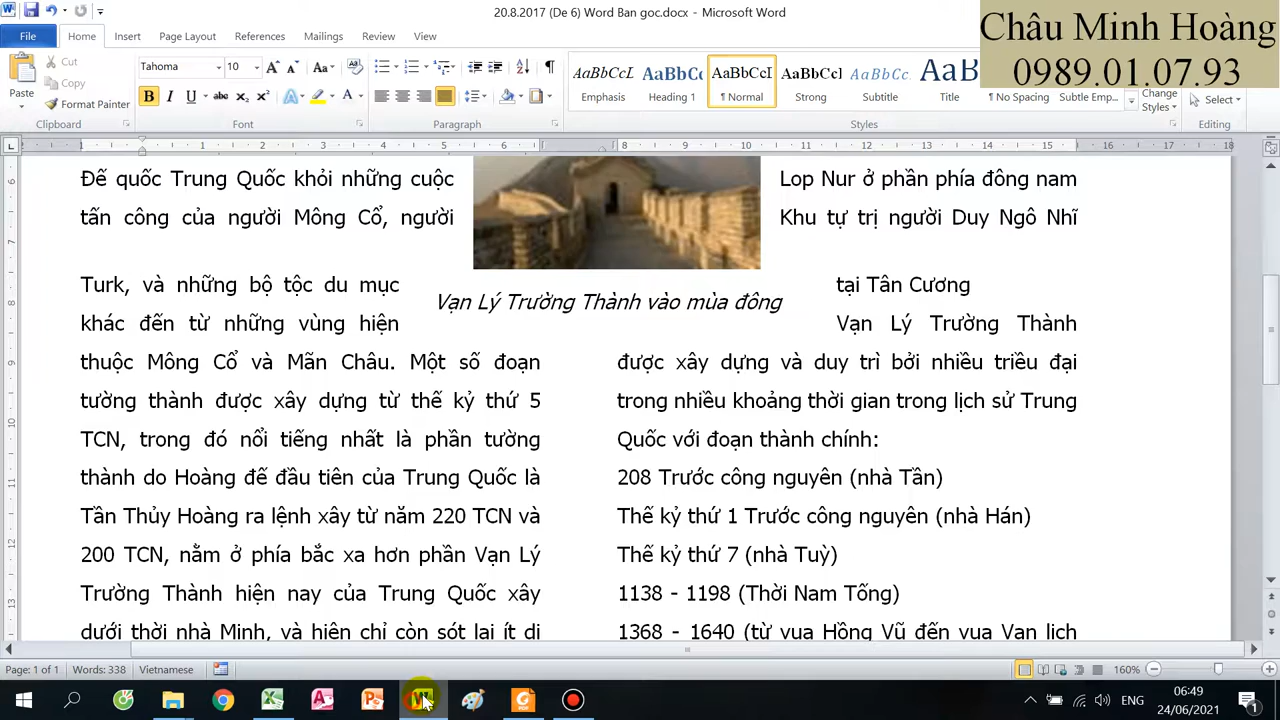 20.8.2017 (De 6) Word Ban goc.docx - Microsoft Word
Châu Minh Hoàng
0989.01.07.93
File Home Insert Page Layout References Mailings Review View
Paste
Cut
Copy
Format Painter
Tahoma 10
AaBbCcI Emphasis
AaBbCc Heading 1
AaBbCcI ¶ Normal
AaBbCc Strong
AaBbCc. Subtitle
AaB Title
¶ No Spacing
Subtle Emp...
Change Styles
Select
Clipboard Font Paragraph Styles Editing
Đế quốc Trung Quốc khỏi những cuộc
tấn công của người Mông Cổ, người
Turk, và những bộ tộc du mục
khác đến từ những vùng hiện
thuộc Mông Cổ và Mãn Châu. Một số đoạn
tường thành được xây dựng từ thế kỷ thứ 5
TCN, trong đó nổi tiếng nhất là phần tường
thành do Hoàng đế đầu tiên của Trung Quốc là
Tần Thủy Hoàng ra lệnh xây từ năm 220 TCN và
200 TCN, nằm ở phía bắc xa hơn phần Vạn Lý
Trường Thành hiện nay của Trung Quốc xây
dưới thời nhà Minh, và hiện chỉ còn sót lại ít di
Vạn Lý Trường Thành vào mùa đông
Lop Nur ở phần phía đông nam
Khu tự trị người Duy Ngô Nhĩ
tại Tân Cương
Vạn Lý Trường Thành
được xây dựng và duy trì bởi nhiều triều đại
trong nhiều khoảng thời gian trong lịch sử Trung
Quốc với đoạn thành chính:
208 Trước công nguyên (nhà Tần)
Thế kỷ thứ 1 Trước công nguyên (nhà Hán)
Thế kỷ thứ 7 (nhà Tuỳ)
1138 - 1198 (Thời Nam Tống)
1368 - 1640 (từ vua Hồng Vũ đến vua Vạn lịch
Page: 1 of 1 Words: 338 Vietnamese 160%
ENG
06:49
24/06/2021